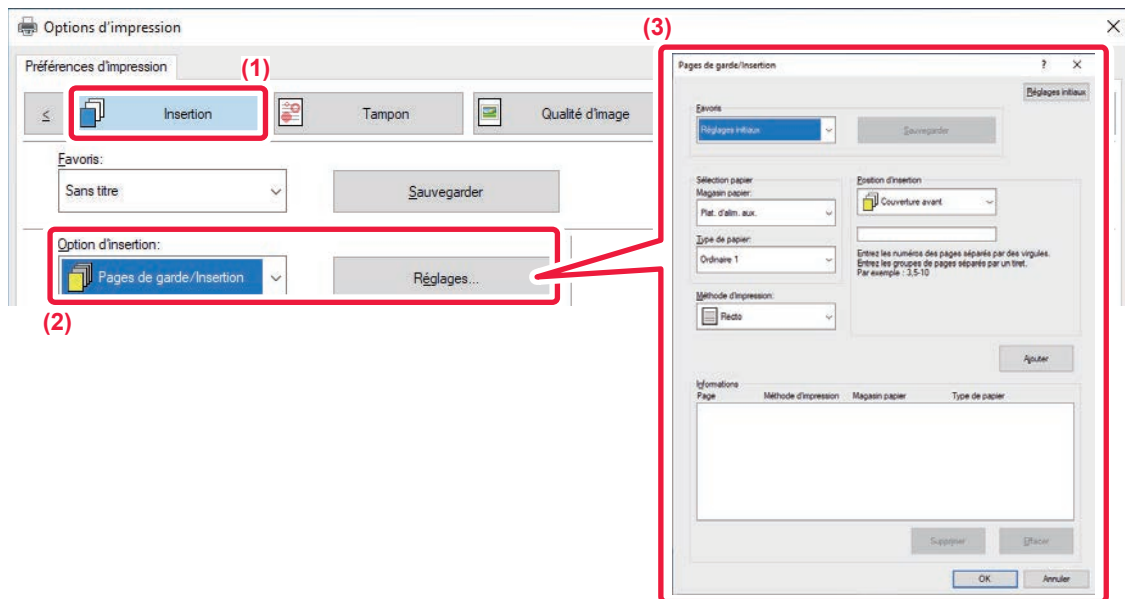 Options d'impression
(3)
Préférences d'impression
(1)
Pages de garde/Insertion
?
Réglages initiaux
<
Insertion
Tampon
Qualité d'image
Favoris
Réglages initiaux
Sauvegarder
Favoris:
Sans titre
Sauvegarder
Sélection papier
Magasin papier:
Plat. d'alim. aux.
Type de papier:
Ordinaire 1
Position d'insertion
Couverture avant
Entrez les numéros des pages séparés par des virgules.
Entrez les groupes de pages séparés par un tiret.
Par exemple : 3,5-10
Option d'insertion:
Pages de garde/Insertion
Réglages...
(2)
Méthode d'impression:
Recto
Ajouter
Informations
Page Méthode d'impression Magasin papier Type de papier
Supprimer
Effacer
OK
Annuler